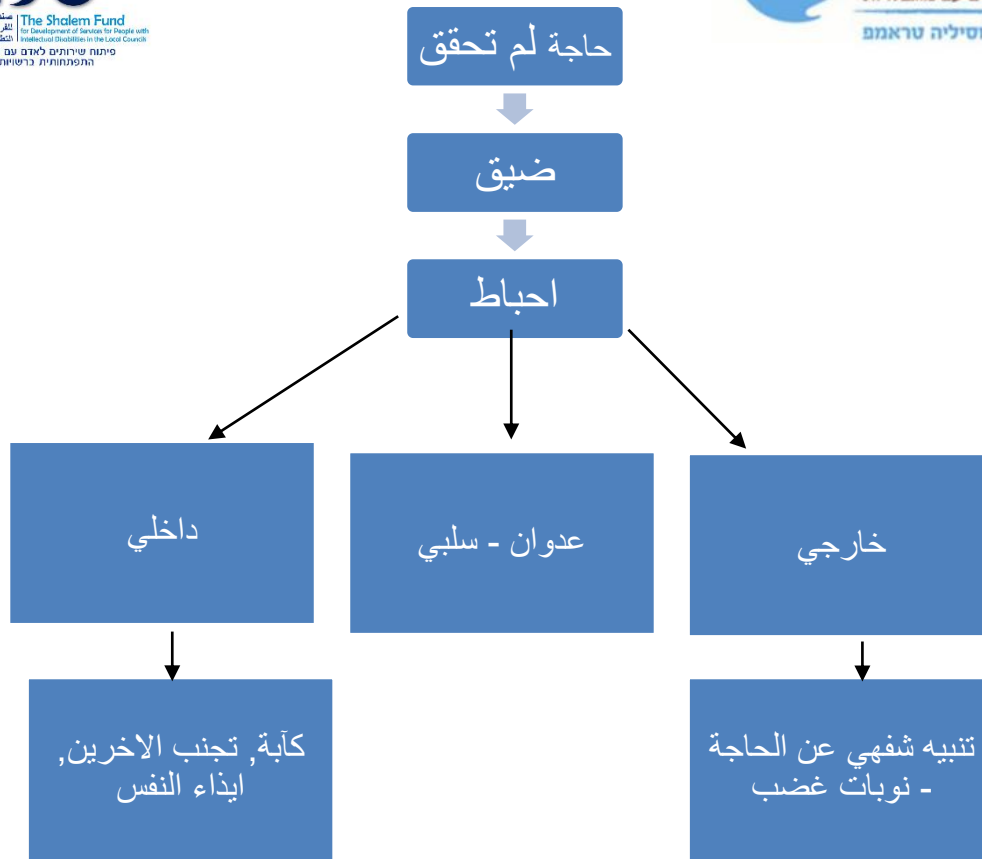 The Shalem Fund
for Development of Services for People with
Intellectual Disabilities in the Local Councils
פיתוח שירותים לאדם עם
התפתחותית ברשויות
סיליה טראמפ
حاجة لم تحقق
ضيق
احباط
داخلي
عدوان - سلبي
خارجي
كآبة, تجنب الاخرين,
ايذاء النفس
تنبيه شفهي عن الحاجة
- نوبات غضب